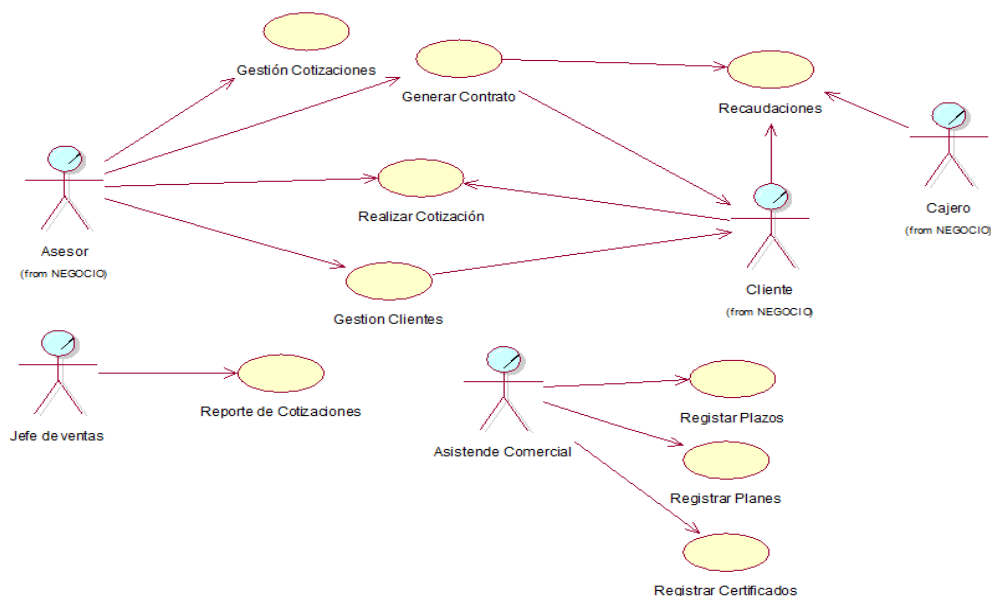 Gestión Cotizaciones
Generar Contrato
Recaudaciones
Asesor
(from NEGOCIO)
Realizar Cotización
Cajero
(from NEGOCIO)
Cliente
(from NEGOCIO)
Gestion Clientes
Jefe de ventas
Reporte de Cotizaciones
Asistende Comercial
Registar Plazos
Registrar Planes
Registrar Certificados